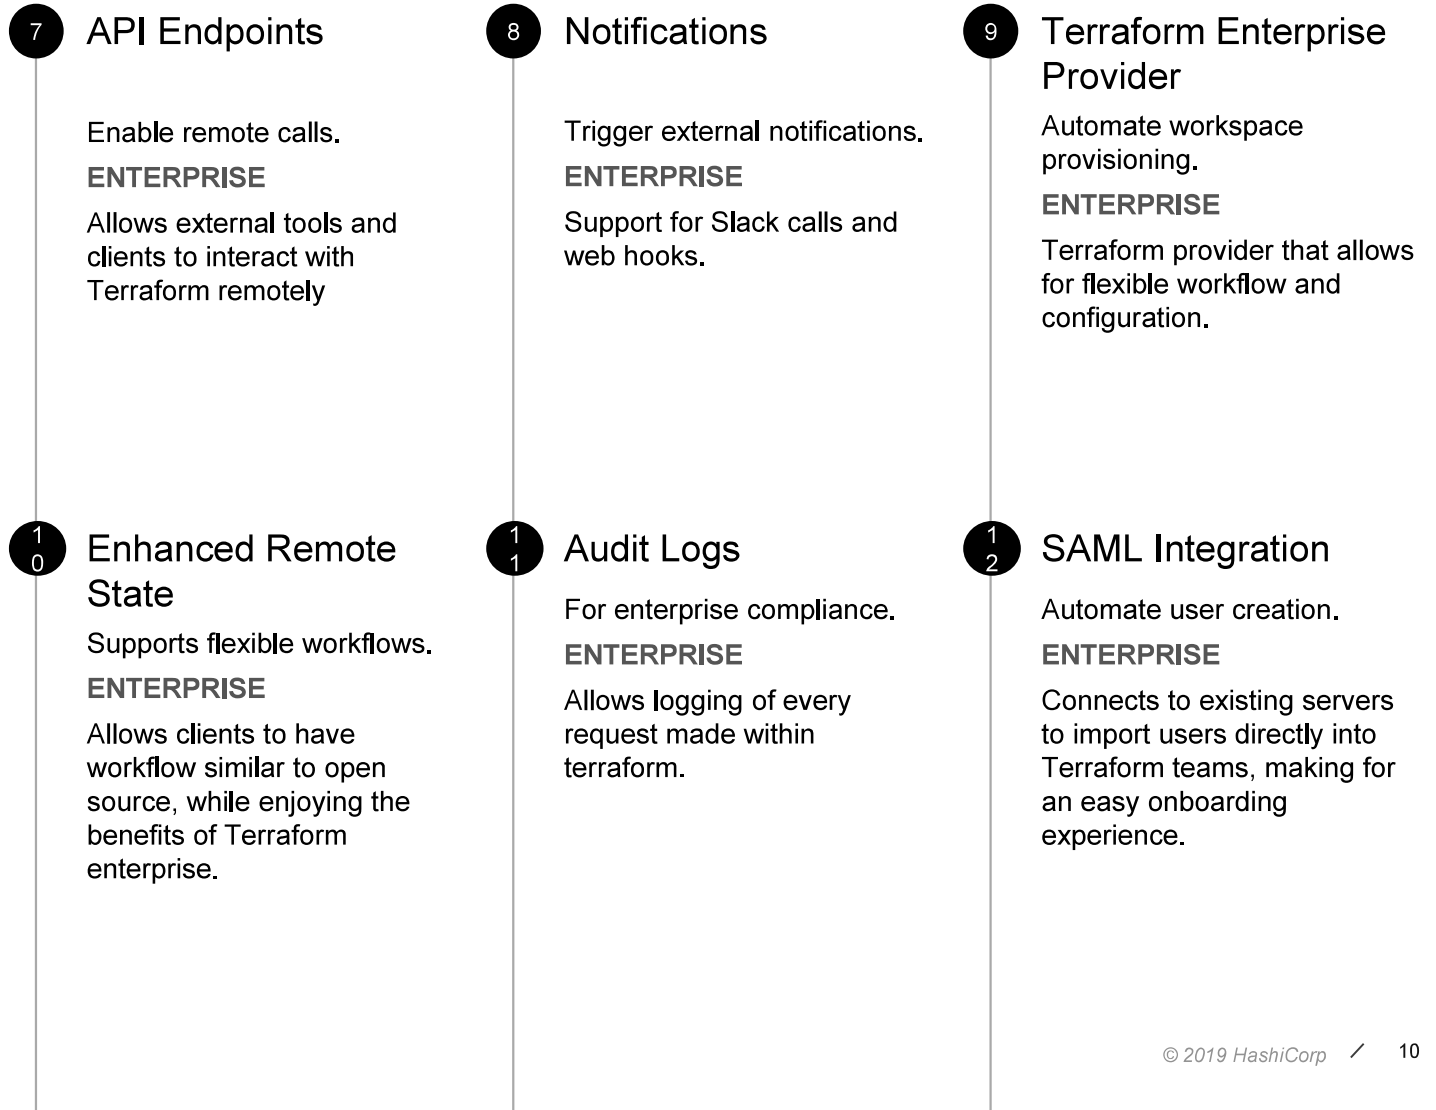 7
API Endpoints
Enable remote calls.
ENTERPRISE
Allows external tools and
clients to interact with
Terraform remotely
8
Notifications
Trigger external notifications.
ENTERPRISE
Support for Slack calls and
web hooks.
9
Terraform Enterprise
Provider
Automate workspace
provisioning.
ENTERPRISE
Terraform provider that allows
for flexible workflow and
configuration.
1
0
Enhanced Remote
State
Supports flexible workflows.
ENTERPRISE
Allows clients to have
workflow similar to open
source, while enjoying the
benefits of Terraform
enterprise.
1
1
Audit Logs
For enterprise compliance.
ENTERPRISE
Allows logging of every
request made within
terraform.
1
2
SAML Integration
Automate user creation.
ENTERPRISE
Connects to existing servers
to import users directly into
Terraform teams, making for
an easy onboarding
experience.
© 2019 HashiCorp / 10